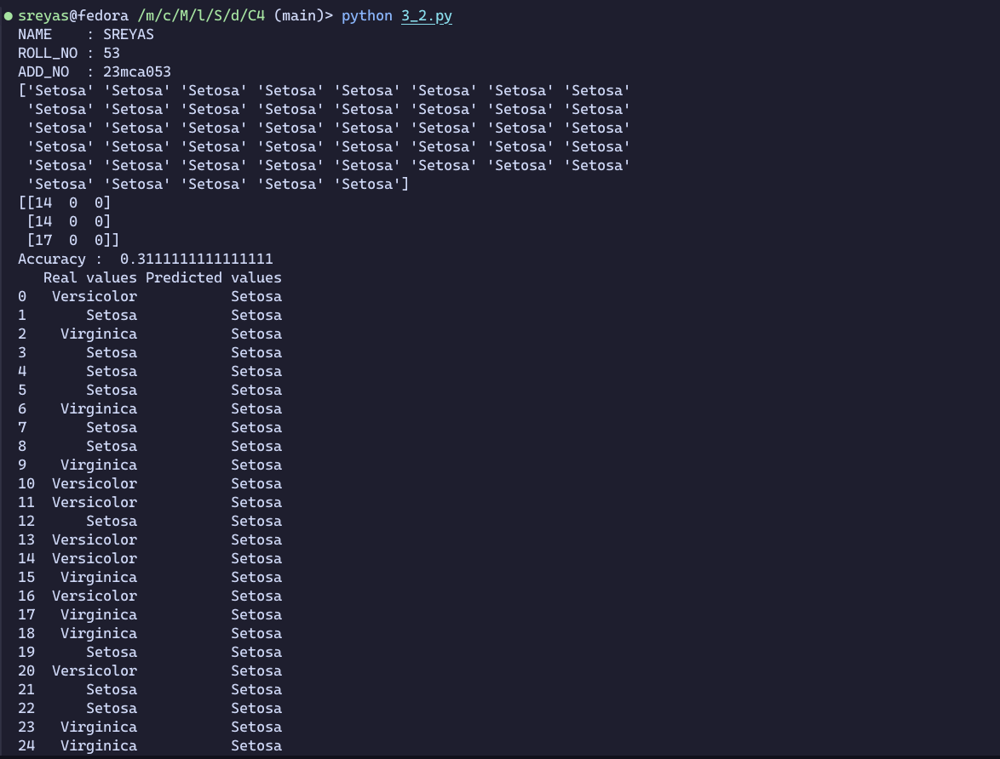 sreyas@fedora /m/c/M/l/S/d/C4 (main)> python 3_2.py
NAME    : SREYAS
ROLL_NO : 53
ADD_NO  : 23mca053
['Setosa' 'Setosa' 'Setosa' 'Setosa' 'Setosa' 'Setosa' 'Setosa' 'Setosa'
 'Setosa' 'Setosa' 'Setosa' 'Setosa' 'Setosa' 'Setosa' 'Setosa' 'Setosa'
 'Setosa' 'Setosa' 'Setosa' 'Setosa' 'Setosa' 'Setosa' 'Setosa' 'Setosa'
 'Setosa' 'Setosa' 'Setosa' 'Setosa' 'Setosa' 'Setosa' 'Setosa' 'Setosa'
 'Setosa' 'Setosa' 'Setosa' 'Setosa' 'Setosa' 'Setosa' 'Setosa' 'Setosa'
 'Setosa' 'Setosa' 'Setosa' 'Setosa' 'Setosa']
[[14  0  0]
 [14  0  0]
 [17  0  0]]
Accuracy :  0.3111111111111111
   Real values Predicted values
0   Versicolor           Setosa
1       Setosa           Setosa
2    Virginica           Setosa
3       Setosa           Setosa
4       Setosa           Setosa
5       Setosa           Setosa
6    Virginica           Setosa
7       Setosa           Setosa
8       Setosa           Setosa
9    Virginica           Setosa
10  Versicolor           Setosa
11  Versicolor           Setosa
12      Setosa           Setosa
13  Versicolor           Setosa
14  Versicolor           Setosa
15   Virginica           Setosa
16  Versicolor           Setosa
17   Virginica           Setosa
18   Virginica           Setosa
19      Setosa           Setosa
20  Versicolor           Setosa
21      Setosa           Setosa
22      Setosa           Setosa
23   Virginica           Setosa
24   Virginica           Setosa